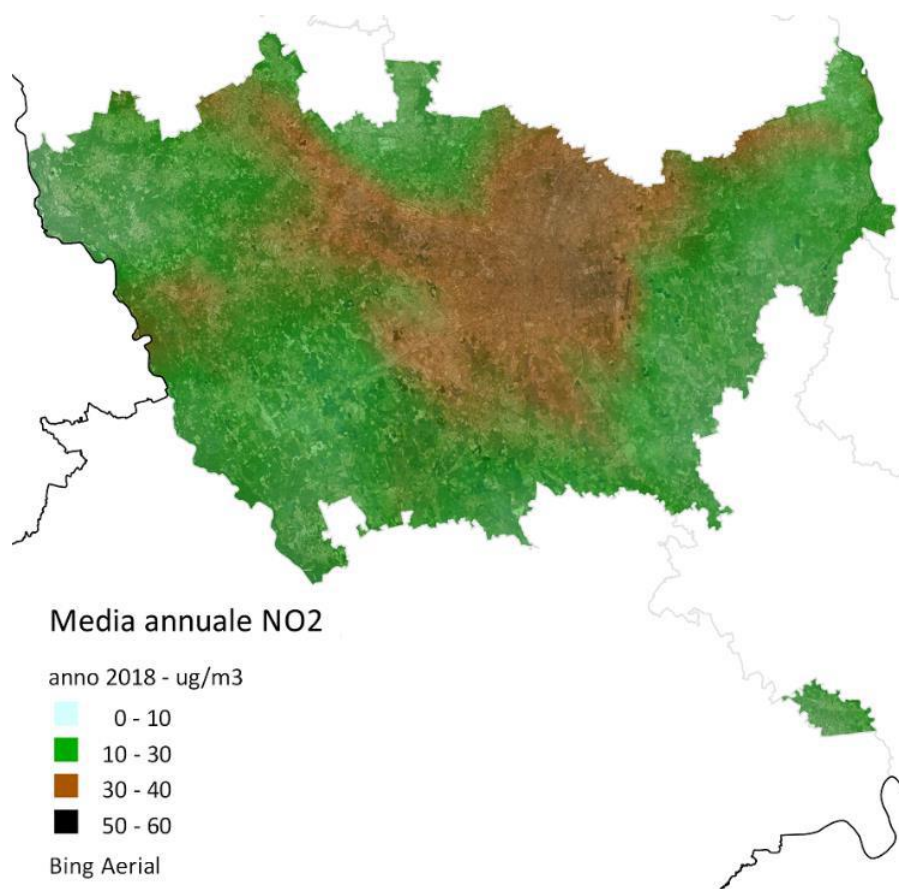 Media annuale NO2
anno 2018 - ug/m3
0 - 10
10 - 30
30 - 40
50 - 60
Bing Aerial